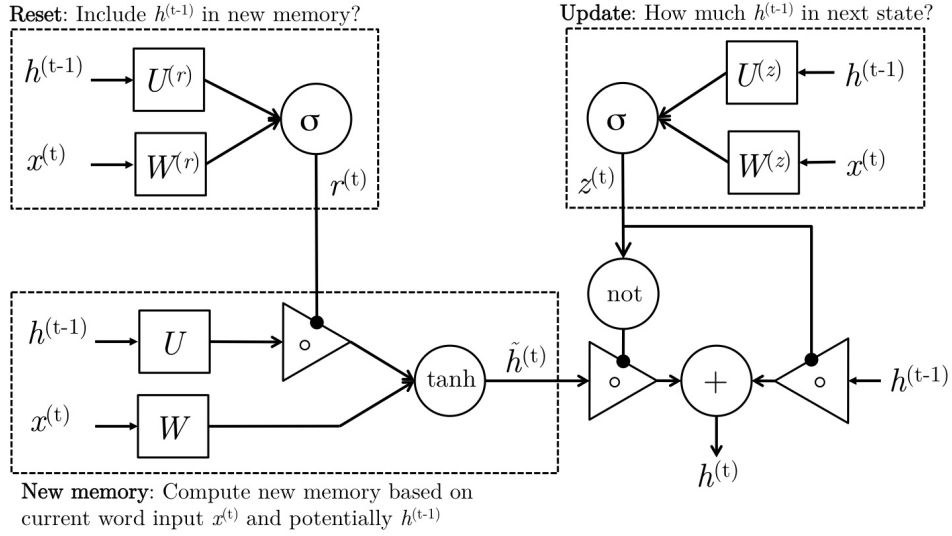 Reset: Include h(t-1) in new memory?
Update: How much h(t-1) in next state?
h(t-1)
U(r)
x(t)
W(r)
σ
r(t)
σ
U(z)
h(t-1)
W(z)
x(t)
z(t)
not
h(t-1)
U
x(t)
W
tanh
h̃(t)
+
h(t-1)
h(t)
New memory: Compute new memory based on
current word input x(t) and potentially h(t-1)